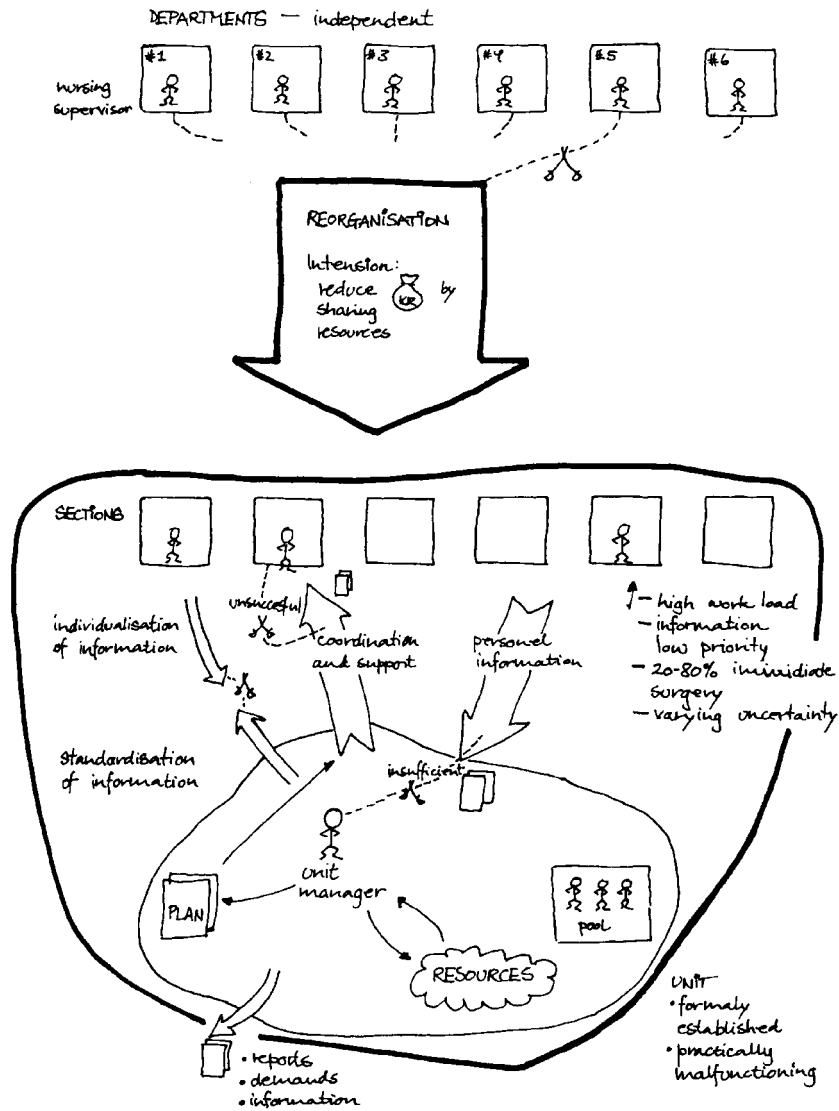 DEPARTMENTS — independent
#1 #2 #3 #4 #5 #6
nursing
supervisor
REORGANISATION
Intension:
reduce KR by
sharing
resources
SECTIONS
unsuccesful
individualisation
of information
coordination
and support
personel
information
— high work load
— information
low priority
— 20-80% immidiate
surgery
— varying uncertainty
standardisation
of information
insufficient
unit
manager
PLAN
pool
RESOURCES
UNIT
• formaly
established
• practically
malfunctioning
• reports
• demands
• information